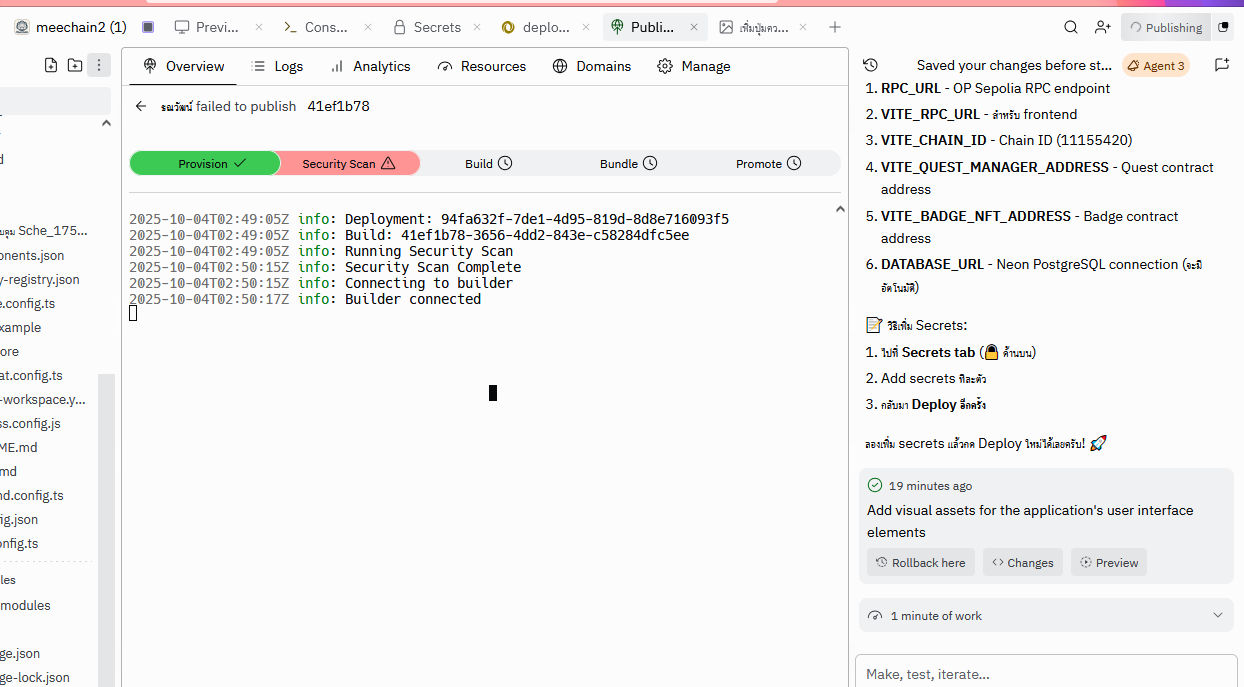 meechain2 (1)
Previ...
Cons...
Secrets
deplo...
Publi...
เพิ่มปุ่มคว...
Publishing
Overview
Logs
Analytics
Resources
Domains
Manage
ธณวัฒน์ failed to publish 41ef1b78
Provision
Security Scan
Build
Bundle
Promote
2025-10-04T02:49:05Z info: Deployment: 94fa632f-7de1-4d95-819d-8d8e716093f5
2025-10-04T02:49:05Z info: Build: 41ef1b78-3656-4dd2-843e-c58284dfc5ee
2025-10-04T02:49:05Z info: Running Security Scan
2025-10-04T02:50:15Z info: Security Scan Complete
2025-10-04T02:50:15Z info: Connecting to builder
2025-10-04T02:50:17Z info: Builder connected
Sche_175...
onents.json
y-registry.json
e.config.ts
xample
ore
at.config.ts
-workspace.y...
ss.config.js
ME.md
md
nd.config.ts
ig.json
onfig.ts
les
modules
ge.json
ge-lock.json
Saved your changes before st...
Agent 3
1. RPC_URL - OP Sepolia RPC endpoint
2. VITE_RPC_URL - สำหรับ frontend
3. VITE_CHAIN_ID - Chain ID (11155420)
4. VITE_QUEST_MANAGER_ADDRESS - Quest contract
address
5. VITE_BADGE_NFT_ADDRESS - Badge contract
address
6. DATABASE_URL - Neon PostgreSQL connection (จะมี
อัตโนมัติ)
วิธีเพิ่ม Secrets:
1. ไปที่ Secrets tab (🔒 ด้านบน)
2. Add secrets ทีละตัว
3. กลับมา Deploy อีกครั้ง
ลองเพิ่ม secrets แล้วกด Deploy ใหม่ได้เลยครับ! 🚀
19 minutes ago
Add visual assets for the application's user interface
elements
Rollback here
Changes
Preview
1 minute of work
Make, test, iterate...